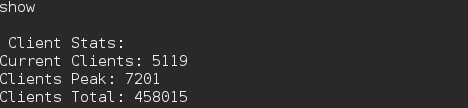 show
Client Stats:
Current Clients: 5119
Clients Peak: 7201
Clients Total: 458015